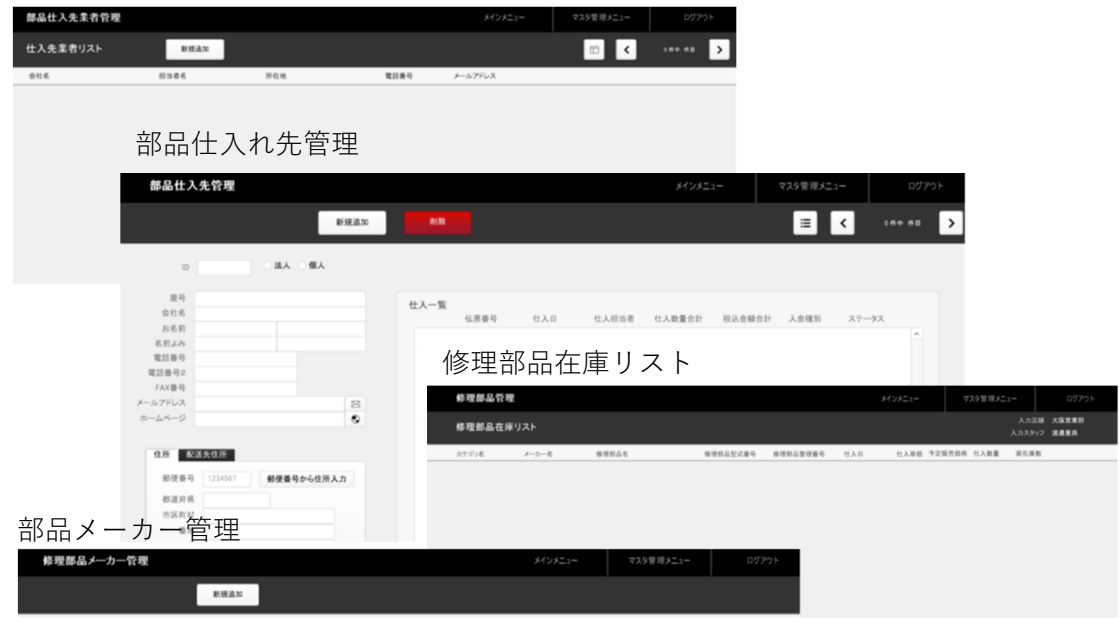 部品仕入先業者管理 メインメニュー マスタ管理メニュー ログアウト
仕入先業者リスト 新規追加
会社名 担当者名 所在地 電話番号 メールアドレス
部品仕入れ先管理
部品仕入先管理 メインメニュー マスタ管理メニュー ログアウト
新規追加 削除 0件中 件目
ID 法人 個人
屋号
会社名
お名前
名前よみ
電話番号
電話番号2
FAX番号
メールアドレス
ホームページ
仕入一覧
伝票番号 仕入日 仕入担当者 仕入数量合計 税込金額合計 入金種別 ステータス
住所 配送先住所
郵便番号 1234567 郵便番号から住所入力
都道府県
市区町村
修理部品在庫リスト
修理部品管理 メインメニュー マスタ管理メニュー ログアウト
修理部品在庫リスト
入力店舗 大阪営業所
入力スタッフ
カテゴリ名 メーカー名 修理部品名 修理部品型式番号 修理部品管理番号 仕入日 仕入単価 予定販売価格 仕入数量 実在庫数
部品メーカー管理
修理部品メーカー管理 メインメニュー マスタ管理メニュー ログアウト
新規追加